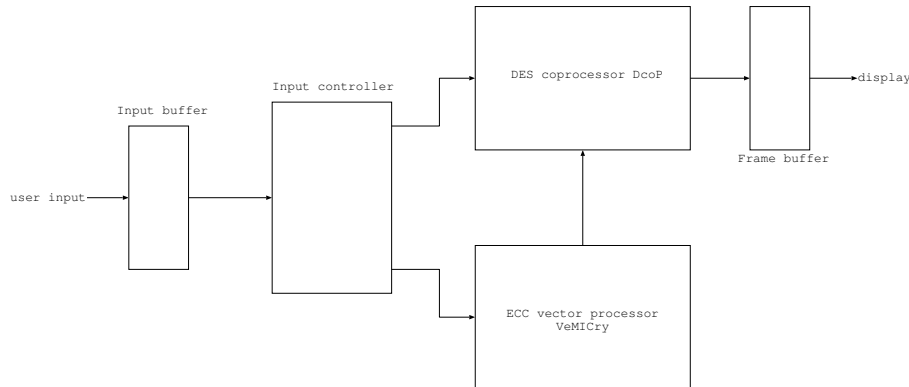 DES coprocessor DcoP
display
Input controller
Input buffer
Frame buffer
user input
ECC vector processor
VeMICry